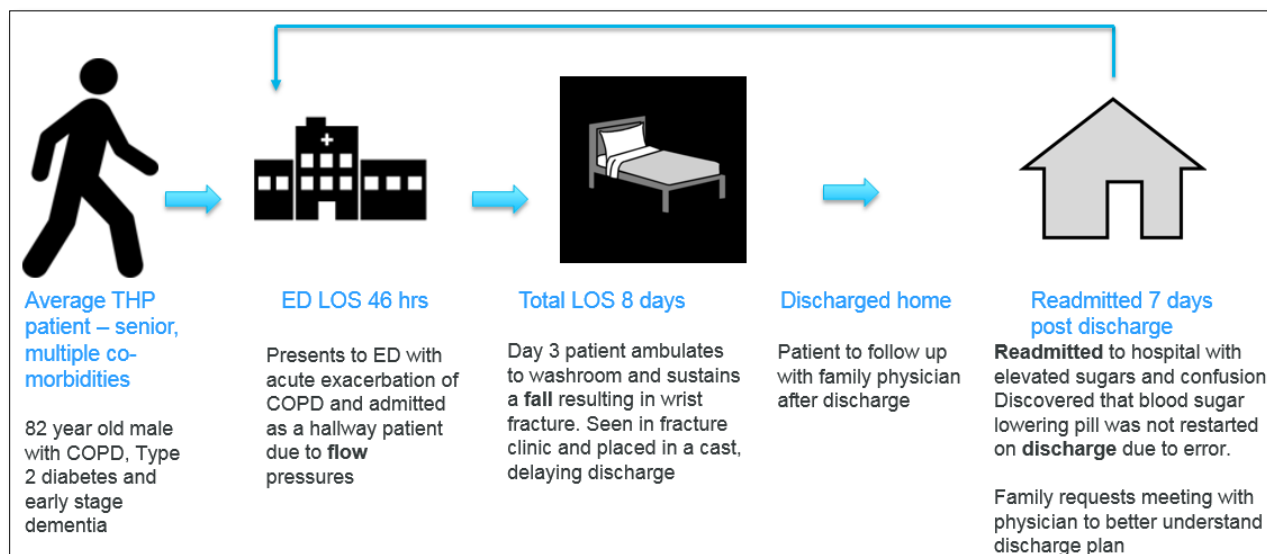 Average THP
patient – senior,
multiple co-
morbidities
82 year old male
with COPD, Type
2 diabetes and
early stage
dementia
ED LOS 46 hrs
Presents to ED with
acute exacerbation of
COPD and admitted
as a hallway patient
due to flow
pressures
Total LOS 8 days
Day 3 patient ambulates
to washroom and sustains
a fall resulting in wrist
fracture. Seen in fracture
clinic and placed in a cast,
delaying discharge
Discharged home
Patient to follow up
with family physician
after discharge
Readmitted 7 days
post discharge
Readmitted to hospital with
elevated sugars and confusion
Discovered that blood sugar
lowering pill was not restarted
on discharge due to error.
Family requests meeting with
physician to better understand
discharge plan